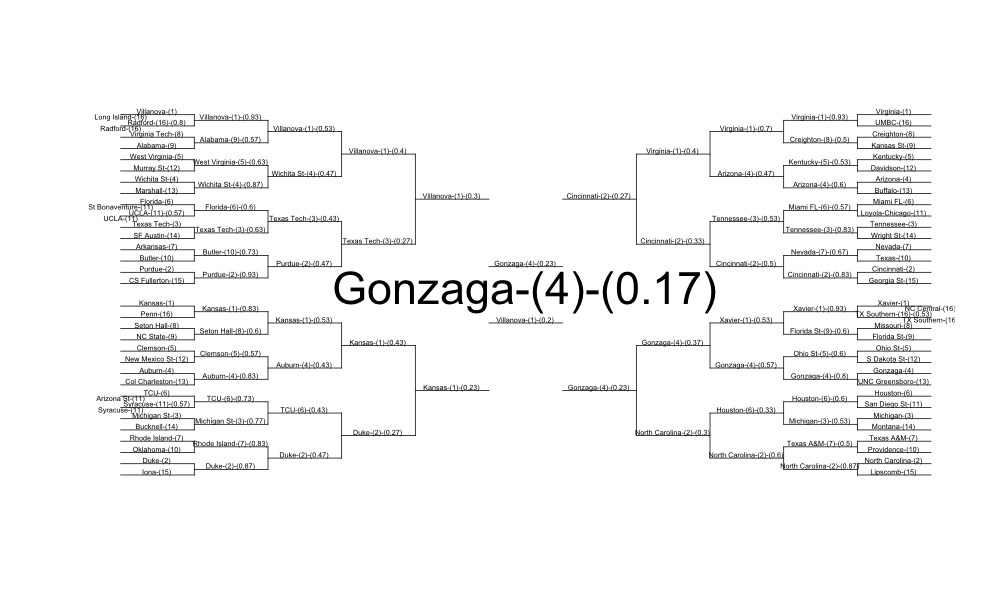 Villanova-(1)
Long Island-(16)
Radford-(16)-(0.8)
Radford-(16)
Virginia Tech-(8)
Alabama-(9)
West Virginia-(5)
Murray St-(12)
Wichita St-(4)
Marshall-(13)
Florida-(6)
St Bonaventure-(11)
UCLA-(11)-(0.57)
UCLA-(11)
Texas Tech-(3)
SF Austin-(14)
Arkansas-(7)
Butler-(10)
Purdue-(2)
CS Fullerton-(15)
Kansas-(1)
Penn-(16)
Seton Hall-(8)
NC State-(9)
Clemson-(5)
New Mexico St-(12)
Auburn-(4)
Col Charleston-(13)
TCU-(6)
Arizona St-(11)
Syracuse-(11)-(0.57)
Syracuse-(11)
Michigan St-(3)
Bucknell-(14)
Rhode Island-(7)
Oklahoma-(10)
Duke-(2)
Iona-(15)
Villanova-(1)-(0.93)
Alabama-(9)-(0.57)
West Virginia-(5)-(0.63)
Wichita St-(4)-(0.87)
Florida-(6)-(0.6)
Texas Tech-(3)-(0.63)
Butler-(10)-(0.73)
Purdue-(2)-(0.93)
Kansas-(1)-(0.83)
Seton Hall-(8)-(0.6)
Clemson-(5)-(0.57)
Auburn-(4)-(0.83)
TCU-(6)-(0.73)
Michigan St-(3)-(0.77)
Rhode Island-(7)-(0.83)
Duke-(2)-(0.87)
Villanova-(1)-(0.53)
Wichita St-(4)-(0.47)
Texas Tech-(3)-(0.43)
Purdue-(2)-(0.47)
Kansas-(1)-(0.53)
Auburn-(4)-(0.43)
TCU-(6)-(0.43)
Duke-(2)-(0.47)
Villanova-(1)-(0.4)
Texas Tech-(3)-(0.27)
Kansas-(1)-(0.43)
Duke-(2)-(0.27)
Villanova-(1)-(0.3)
Kansas-(1)-(0.23)
Gonzaga-(4)-(0.23)
Gonzaga-(4)-(0.17)
Villanova-(1)-(0.2)
Cincinnati-(2)-(0.27)
Gonzaga-(4)-(0.23)
Virginia-(1)-(0.4)
Cincinnati-(2)-(0.33)
Gonzaga-(4)-(0.37)
North Carolina-(2)-(0.3)
Virginia-(1)-(0.7)
Arizona-(4)-(0.47)
Tennessee-(3)-(0.53)
Cincinnati-(2)-(0.5)
Xavier-(1)-(0.53)
Gonzaga-(4)-(0.57)
Houston-(6)-(0.33)
North Carolina-(2)-(0.6)
Virginia-(1)-(0.93)
Creighton-(8)-(0.5)
Kentucky-(5)-(0.53)
Arizona-(4)-(0.6)
Miami FL-(6)-(0.57)
Tennessee-(3)-(0.83)
Nevada-(7)-(0.67)
Cincinnati-(2)-(0.83)
Xavier-(1)-(0.93)
Florida St-(9)-(0.6)
Ohio St-(5)-(0.6)
Gonzaga-(4)-(0.8)
Houston-(6)-(0.6)
Michigan-(3)-(0.53)
Texas A&M-(7)-(0.5)
North Carolina-(2)-(0.87)
Virginia-(1)
UMBC-(16)
Creighton-(8)
Kansas St-(9)
Kentucky-(5)
Davidson-(12)
Arizona-(4)
Buffalo-(13)
Miami FL-(6)
Loyola-Chicago-(11)
Tennessee-(3)
Wright St-(14)
Nevada-(7)
Texas-(10)
Cincinnati-(2)
Georgia St-(15)
Xavier-(1)
NC Central-(16)
TX Southern-(16)-(0.53)
TX Southern-(16
Missouri-(8)
Florida St-(9)
Ohio St-(5)
S Dakota St-(12)
Gonzaga-(4)
UNC Greensboro-(13)
Houston-(6)
San Diego St-(11)
Michigan-(3)
Montana-(14)
Texas A&M-(7)
Providence-(10)
North Carolina-(2)
Lipscomb-(15)